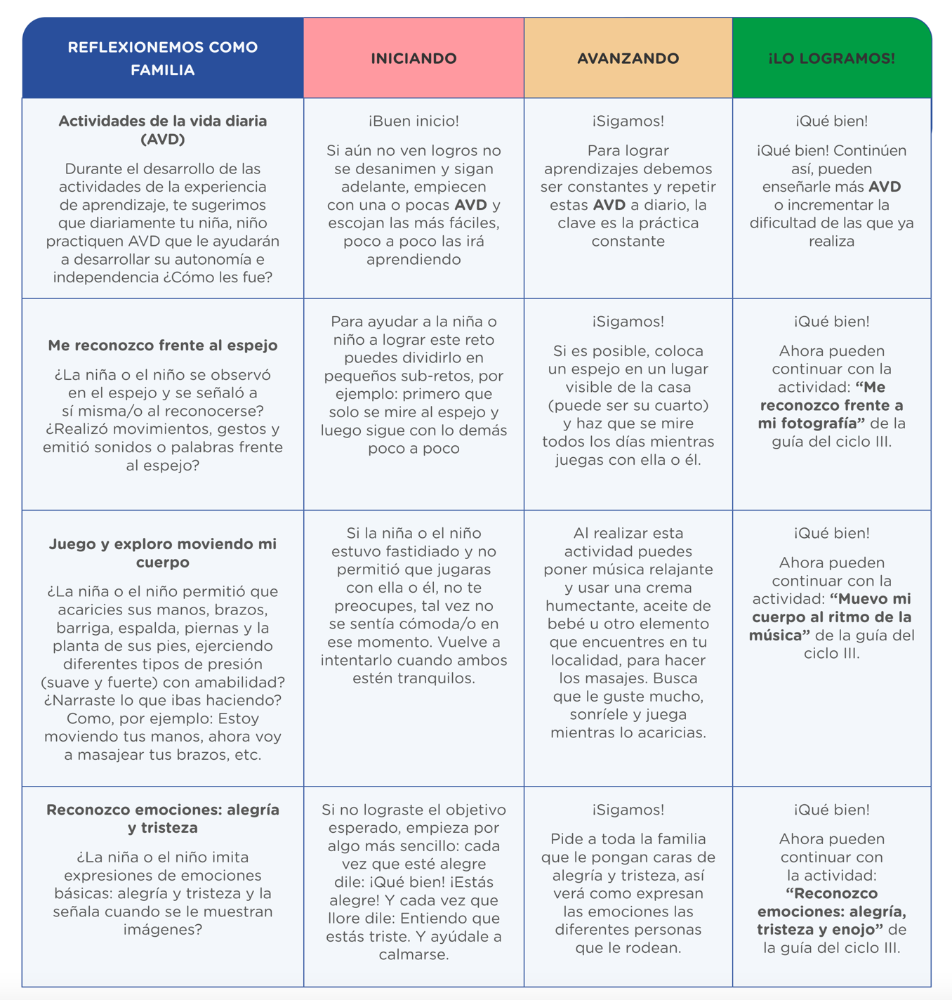 REFLEXIONEMOS COMO
FAMILIA
INICIANDO
AVANZANDO
¡LO LOGRAMOS!
Actividades de la vida diaria
(AVD)
Durante el desarrollo de las
actividades de la experiencia
de aprendizaje, te sugerimos
que diariamente tu niña, niño
practiquen AVD que le ayudarán
a desarrollar su autonomía e
independencia ¿Cómo les fue?
¡Buen inicio!
Si aún no ven logros no
se desanimen y sigan
adelante, empiecen
con una o pocas AVD y
escojan las más fáciles,
poco a poco las irá
aprendiendo
¡Sigamos!
Para lograr
aprendizajes debemos
ser constantes y repetir
estas AVD a diario, la
clave es la práctica
constante
¡Qué bien!
¡Qué bien! Continúen
así, pueden
enseñarle más AVD
o incrementar la
dificultad de las que ya
realiza
Me reconozco frente al espejo
¿La niña o el niño se observó
en el espejo y se señaló a
sí misma/o al reconocerse?
¿Realizó movimientos, gestos y
emitió sonidos o palabras frente
al espejo?
Para ayudar a la niña o
niño a lograr este reto
puedes dividirlo en
pequeños sub-retos, por
ejemplo: primero que
solo se mire al espejo y
luego sigue con lo demás
poco a poco
¡Sigamos!
Si es posible, coloca
un espejo en un lugar
visible de la casa
(puede ser su cuarto)
y haz que se mire
todos los días mientras
juegas con ella o él.
¡Qué bien!
Ahora pueden
continuar con la
actividad: “Me
reconozco frente a
mi fotografía” de la
guía del ciclo III.
Juego y exploro moviendo mi
cuerpo
¿La niña o el niño permitió que
acaricies sus manos, brazos,
barriga, espalda, piernas y la
planta de sus pies, ejerciendo
diferentes tipos de presión
(suave y fuerte) con amabilidad?
¿Narraste lo que ibas haciendo?
Como, por ejemplo: Estoy
moviendo tus manos, ahora voy
a masajear tus brazos, etc.
Si la niña o el niño
estuvo fastidiado y no
permitió que jugaras
con ella o él, no te
preocupes, tal vez no
se sentía cómoda/o en
ese momento. Vuelve a
intentarlo cuando ambos
estén tranquilos.
Al realizar esta
actividad puedes
poner música relajante
y usar una crema
humectante, aceite de
bebé u otro elemento
que encuentres en tu
localidad, para hacer
los masajes. Busca
que le guste mucho,
sonríele y juega
mientras lo acaricias.
¡Qué bien!
Ahora pueden
continuar con la
actividad: “Muevo mi
cuerpo al ritmo de la
música” de la guía del
ciclo III.
Reconozco emociones: alegría
y tristeza
¿La niña o el niño imita
expresiones de emociones
básicas: alegría y tristeza y la
señala cuando se le muestran
imágenes?
Si no lograste el objetivo
esperado, empieza por
algo más sencillo: cada
vez que esté alegre
dile: ¡Qué bien! ¡Estás
alegre! Y cada vez que
llore dile: Entiendo que
estás triste. Y ayúdale a
calmarse.
¡Sigamos!
Pide a toda la familia
que le pongan caras de
alegría y tristeza, así
verá como expresan
las emociones las
diferentes personas
que le rodean.
¡Qué bien!
Ahora pueden
continuar con
la actividad:
“Reconozco
emociones: alegría,
tristeza y enojo” de
la guía del ciclo III.